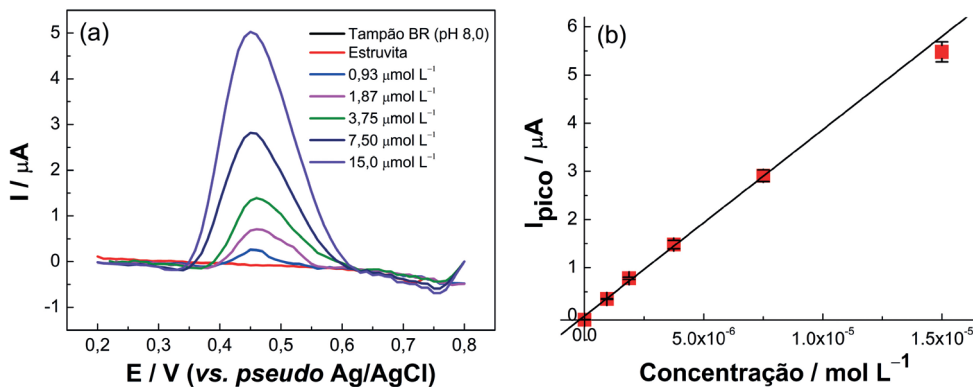 (a)
Tampão BR (pH 8,0)
Estruvita
0,93 μmol L⁻¹
1,87 μmol L⁻¹
3,75 μmol L⁻¹
7,50 μmol L⁻¹
15,0 μmol L⁻¹
I / μA
5
4
3
2
1
0
-1
0,2 0,3 0,4 0,5 0,6 0,7 0,8
E / V (vs. pseudo Ag/AgCl)
(b)
I_pico / μA
6
5
3
2
1
0
0.0 5.0x10⁻⁶ 1.0x10⁻⁵ 1.5x10⁻⁵
Concentração / mol L⁻¹